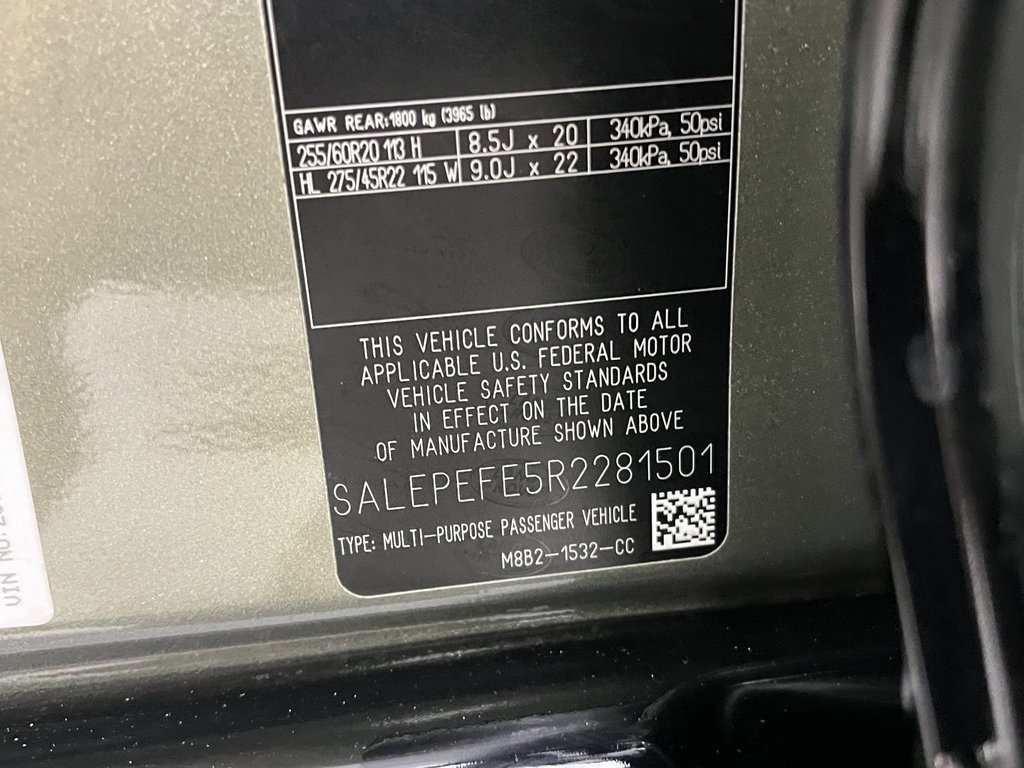 GAWR REAR:1800 kg (3965 lb)
255/60R20 113 H 8.5J x 20 340kPa, 50psi
HL 275/45R22 115 W 9.0J x 22 340kPa, 50psi
THIS VEHICLE CONFORMS TO ALL
APPLICABLE U.S. FEDERAL MOTOR
VEHICLE SAFETY STANDARDS
IN EFFECT ON THE DATE
OF MANUFACTURE SHOWN ABOVE
SALEPEFE5R2281501
TYPE: MULTI-PURPOSE PASSENGER VEHICLE
M8B2-1532-CC
VIN NO: